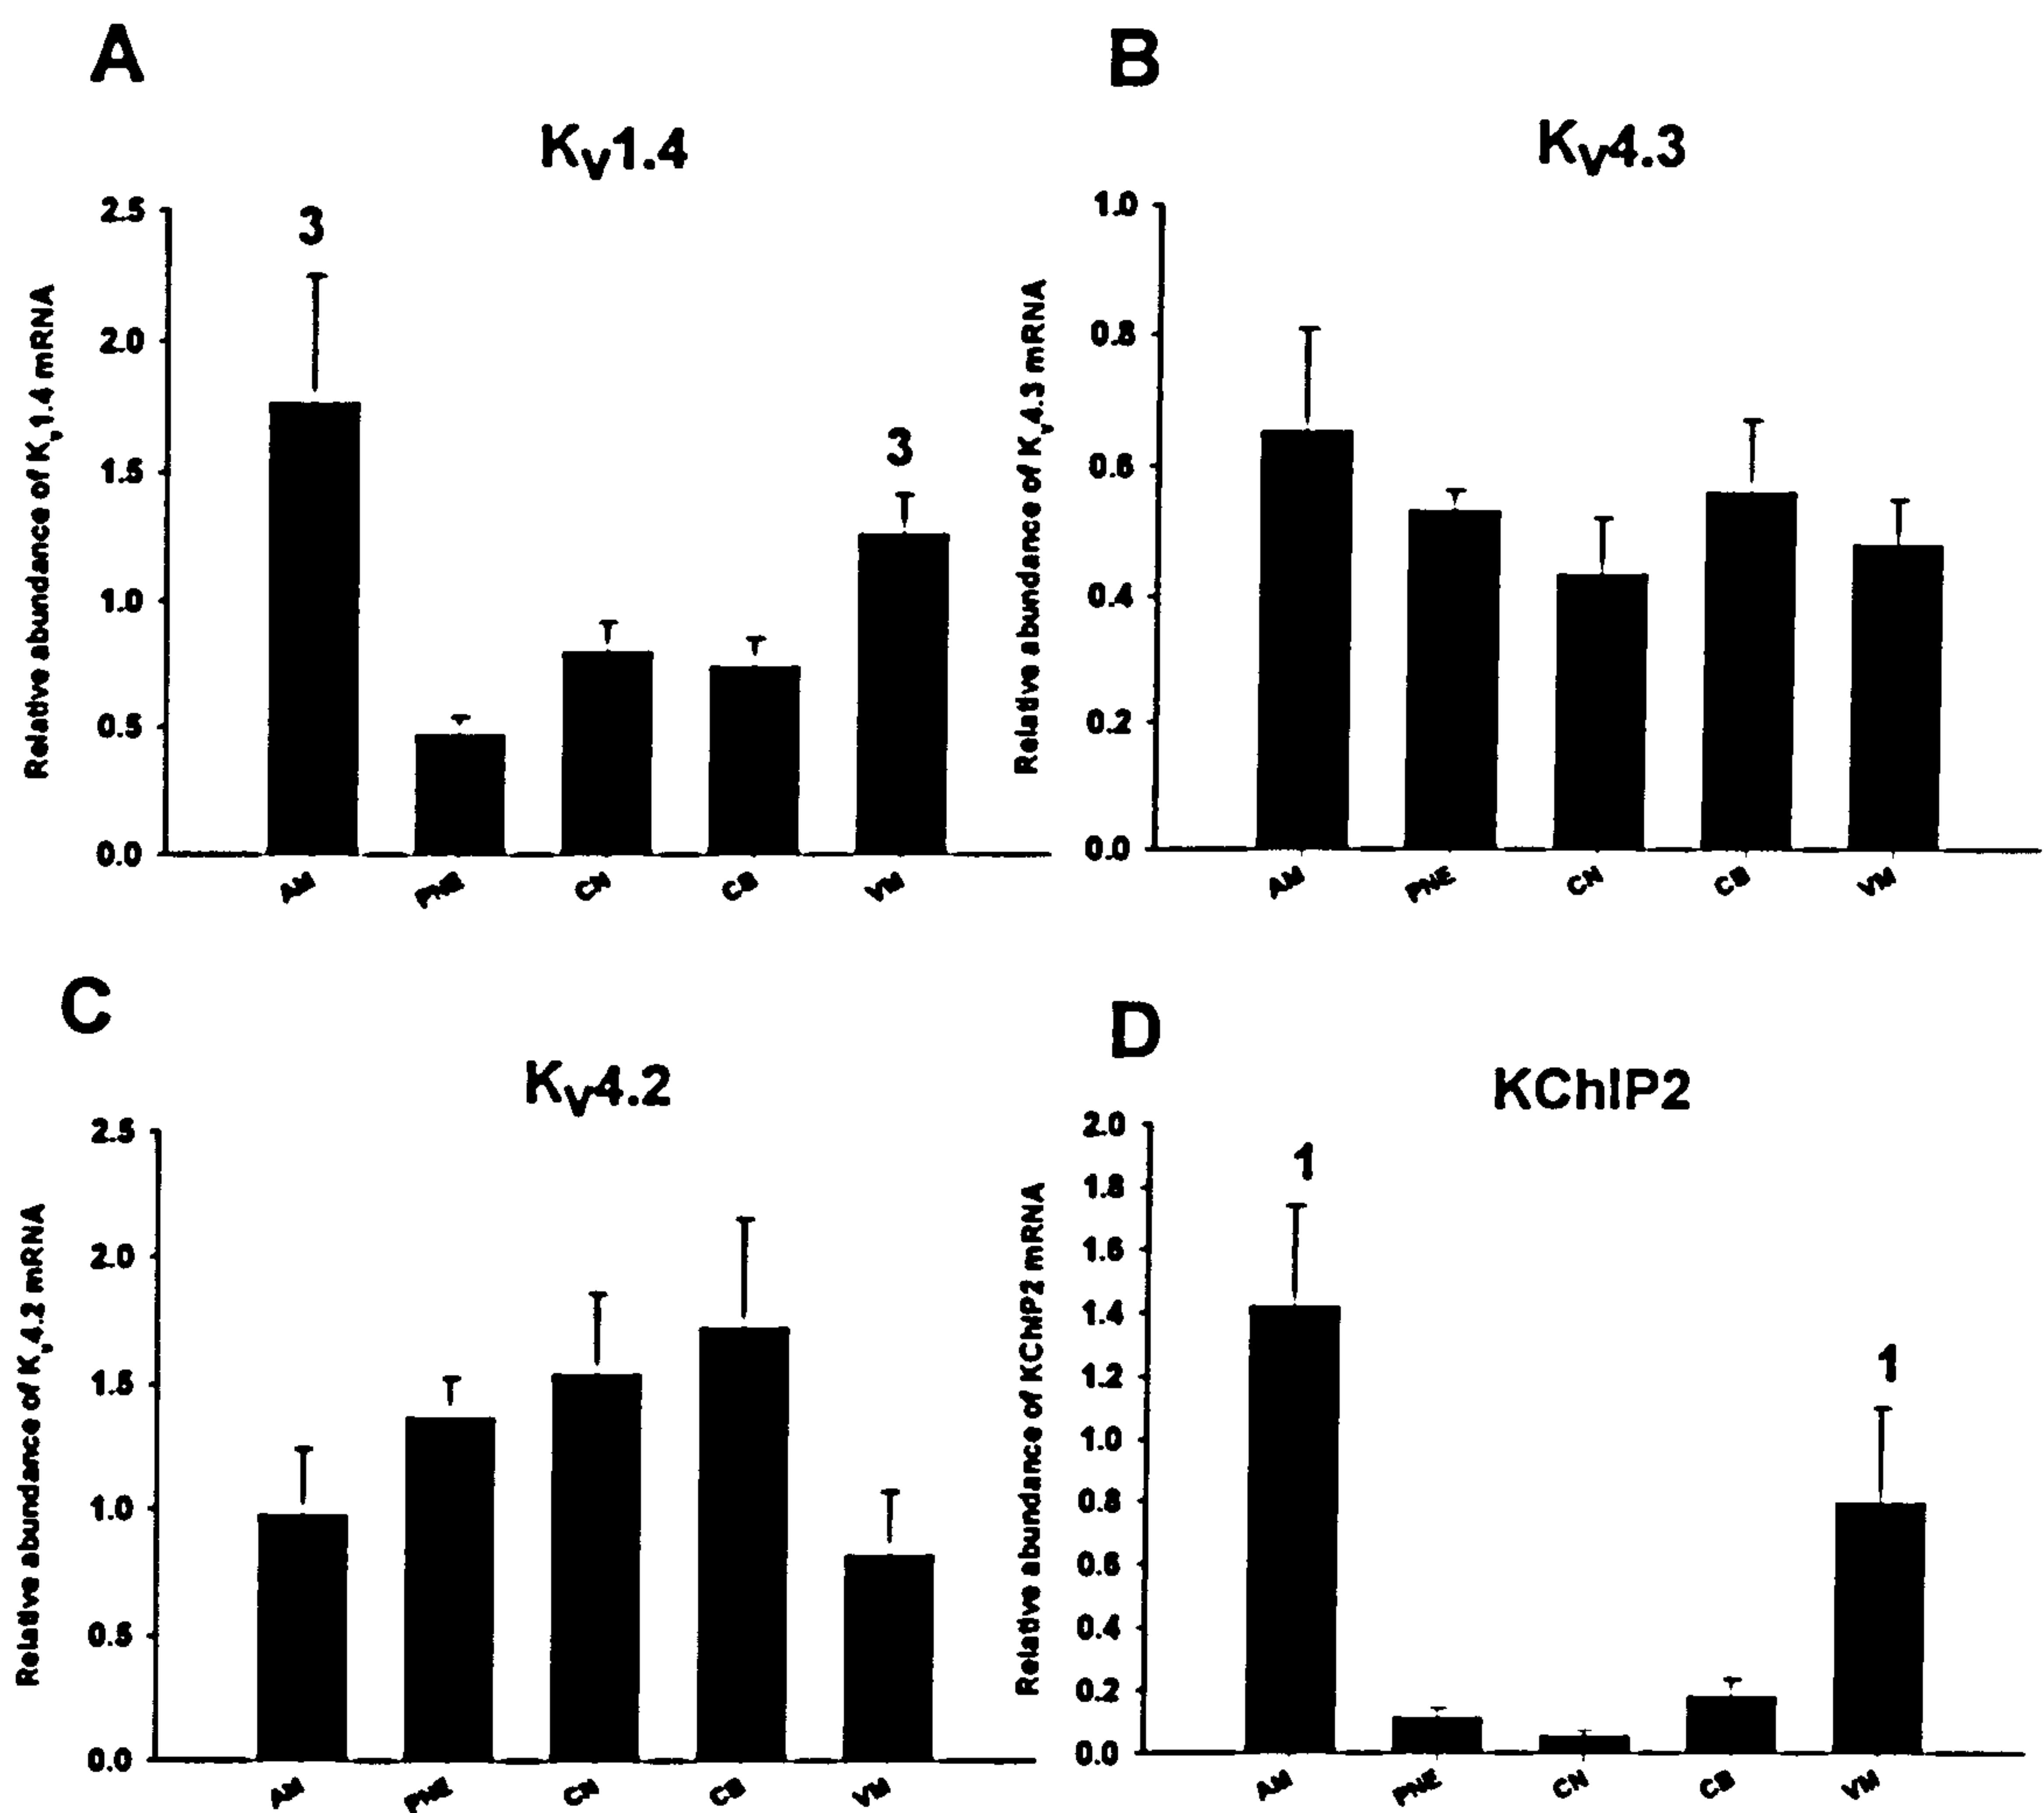 A
Kv1.4
Relative abundance of Kv1.4 mRNA
2.5
2.0
1.5
1.0
0.5
0.0
3
3
AM
PNE
CN
CB
VM
B
Kv4.3
Relative abundance of Kv4.3 mRNA
1.0
0.8
0.6
0.4
0.2
0.0
AM
PNE
CN
CB
VM
C
Kv4.2
Relative abundance of Kv4.2 mRNA
2.5
2.0
1.5
1.0
0.5
0.0
AM
PNE
CN
CB
VM
D
KChIP2
Relative abundance of KChIP2 mRNA
2.0
1.8
1.6
1.4
1.2
1.0
0.8
0.6
0.4
0.2
0.0
1
1
AM
PNE
CN
CB
VM